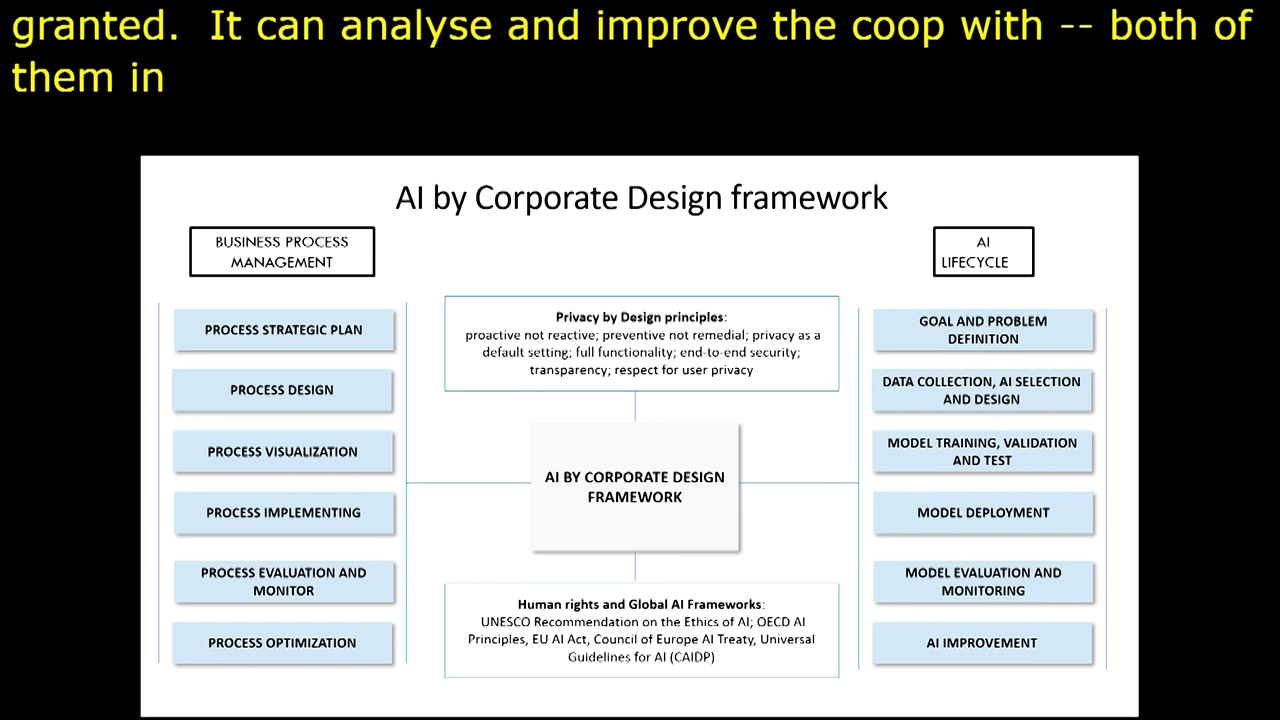 granted.  It can analyse and improve the coop with -- both of
them in
AI by Corporate Design framework
BUSINESS PROCESS
MANAGEMENT
PROCESS STRATEGIC PLAN
PROCESS DESIGN
PROCESS VISUALIZATION
PROCESS IMPLEMENTING
PROCESS EVALUATION AND
MONITOR
PROCESS OPTIMIZATION
Privacy by Design principles:
proactive not reactive; preventive not remedial; privacy as a
default setting; full functionality; end-to-end security;
transparency; respect for user privacy
AI BY CORPORATE DESIGN
FRAMEWORK
Human rights and Global AI Frameworks:
UNESCO Recommendation on the Ethics of AI; OECD AI
Principles, EU AI Act, Council of Europe AI Treaty, Universal
Guidelines for AI (CAIDP)
AI
LIFECYCLE
GOAL AND PROBLEM
DEFINITION
DATA COLLECTION, AI SELECTION
AND DESIGN
MODEL TRAINING, VALIDATION
AND TEST
MODEL DEPLOYMENT
MODEL EVALUATION AND
MONITORING
AI IMPROVEMENT